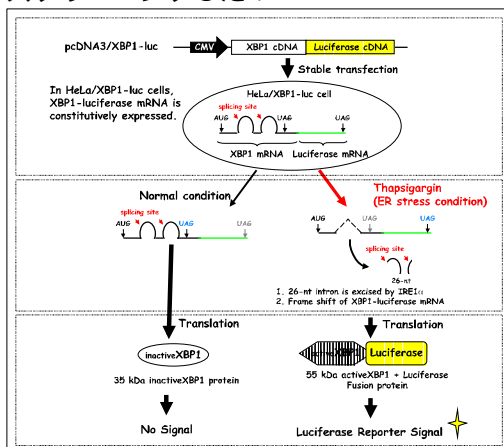 pcDNA3/XBP1-luc
CMV
XBP1 cDNA
Luciferase cDNA
Stable transfection
In HeLa/XBP1-luc cells,
XBP1-luciferase mRNA is
constitutively expressed.
HeLa/XBP1-luc cell
splicing site
AUG
UAG
UAG
XBP1 mRNA
Luciferase mRNA
Normal condition
splicing site
AUG
UAG
UAG
Thapsigargin
(ER stress condition)
AUG
UAG
UAG
splicing site
26-nt
1. 26-nt intron is excised by IRE1α
2. Frame shift of XBP1-luciferase mRNA
Translation
inactiveXBP1
35 kDa inactiveXBP1 protein
No Signal
Translation
activeXBP1
Luciferase
55 kDa activeXBP1 + Luciferase
Fusion protein
Luciferase Reporter Signal